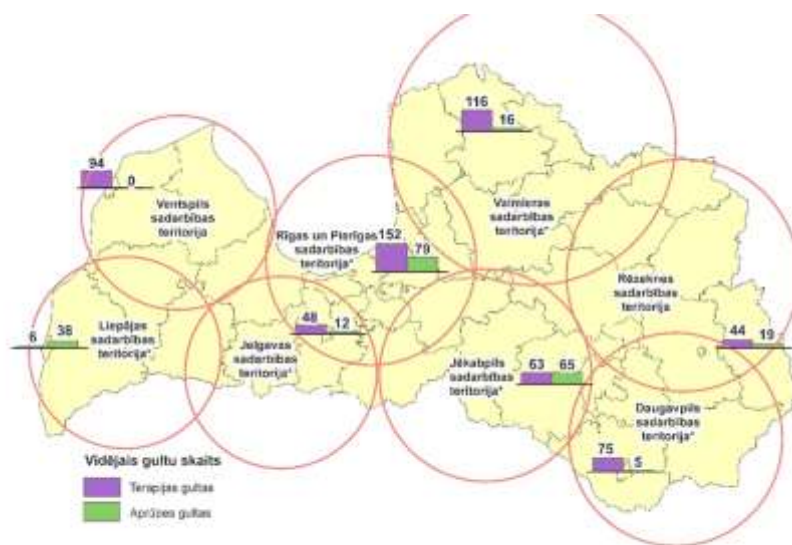 116
16
94
0
Ventspils
sadarbības
teritorija
Valmieras
sadarbības
teritorija*
Rīgas un Pierīgas
sadarbības
teritorija*
152
79
Rēzeknes
sadarbības
teritorija
6
38
Liepājas
sadarbības
teritorija*
48
12
Jelgavas
sadarbības
teritorija*
44
19
Jēkabpils
sadarbības
teritorija*
63
65
Daugavpils
sadarbības
teritorija*
75
5
Vidējais gultu skaits
Terapijas gultas
Aprūpes gultas